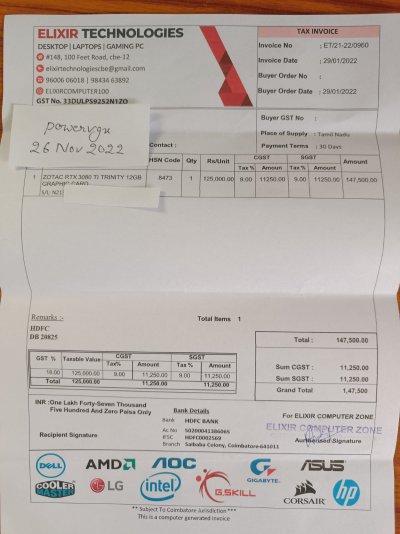 ELIXIR TECHNOLOGIES
DESKTOP | LAPTOPS | GAMING PC
#148, 100 Feet Road, cbe-12
elixirtechnologiescbe@gmail.com
96006 06018 | 98434 63892
ELIXIRCOMPUTER100
GST No. 33DULPS9252N1ZO
TAX INVOICE
Invoice No : ET/21-22/0960
Invoice Date : 29/01/2022
Buyer Order No :
Buyer Order Date : 29/01/2022
Buyer GST No :
Place of Supply : Tamil Nadu
Payment Terms : 30 Days
powervgu
26 Nov 2022
Contact :
HSN Code Qty Rs/Unit CGST SGST Amount
Tax % Amount Tax % Amount
1 ZOTAC RTX 3080 Ti TRINITY 12GB 8473 1 125,000.00 9.00 11250.00 9.00 11250.00 147,500.00
GRAPHIC CARD
S/L: N21
Remarks :-
Total Items 1
HDFC
DB 20825
Total : 147,500.00
GST % Taxable Value CGST SGST
Tax% Amount Tax% Amount
18.00 125,000.00 9.00 11,250.00 9.00 11,250.00
Total 125,000.00 11,250.00 11,250.00
Sum CGST : 11,250.00
Sum SGST : 11,250.00
Grand Total : 1,47,500
INR :One Lakh Forty-Seven Thousand
Five Hundred And Zero Paisa Only
Bank Details
Bank HDFC BANK
Ac No 50200041386065
IFSC HDFC0002569
Branch Saibaba Colony, Coimbatore-641011
Recipient Signature
For ELIXIR COMPUTER ZONE
ELIXIR COMPUTER ZONE
Authorised Signature
DELL AMD AOC GIGABYTE ASUS
COOLER MASTER LG intel G.SKILL CORSAIR hp
** Subject To Coimbatore Jurisdiction ***
This is a computer generated invoice